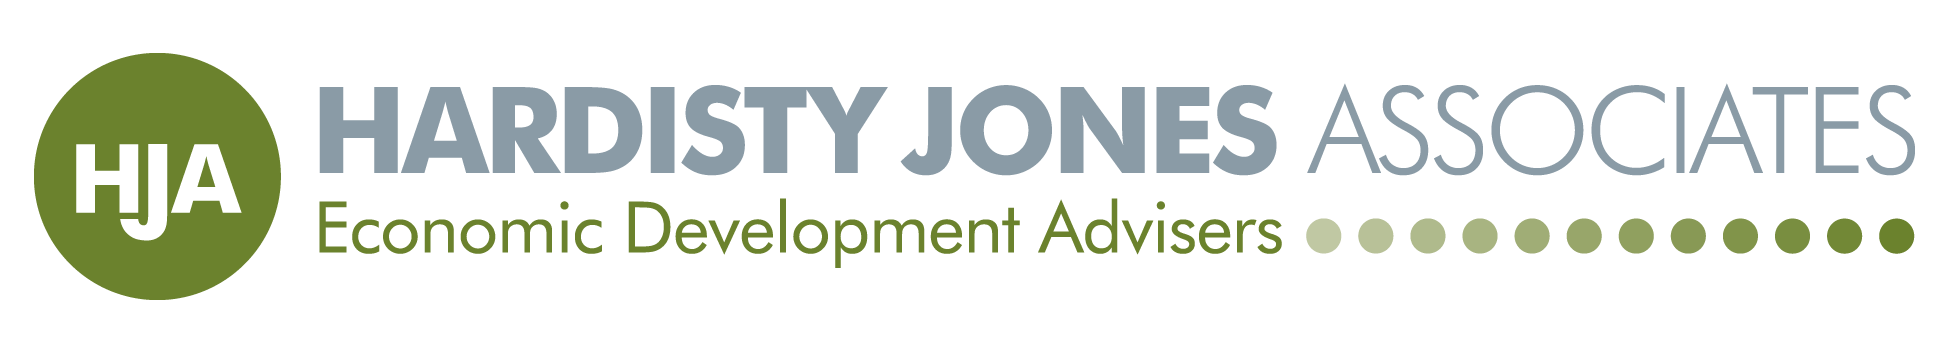 HJA
HARDISTY JONES ASSOCIATES
Economic Development Advisers